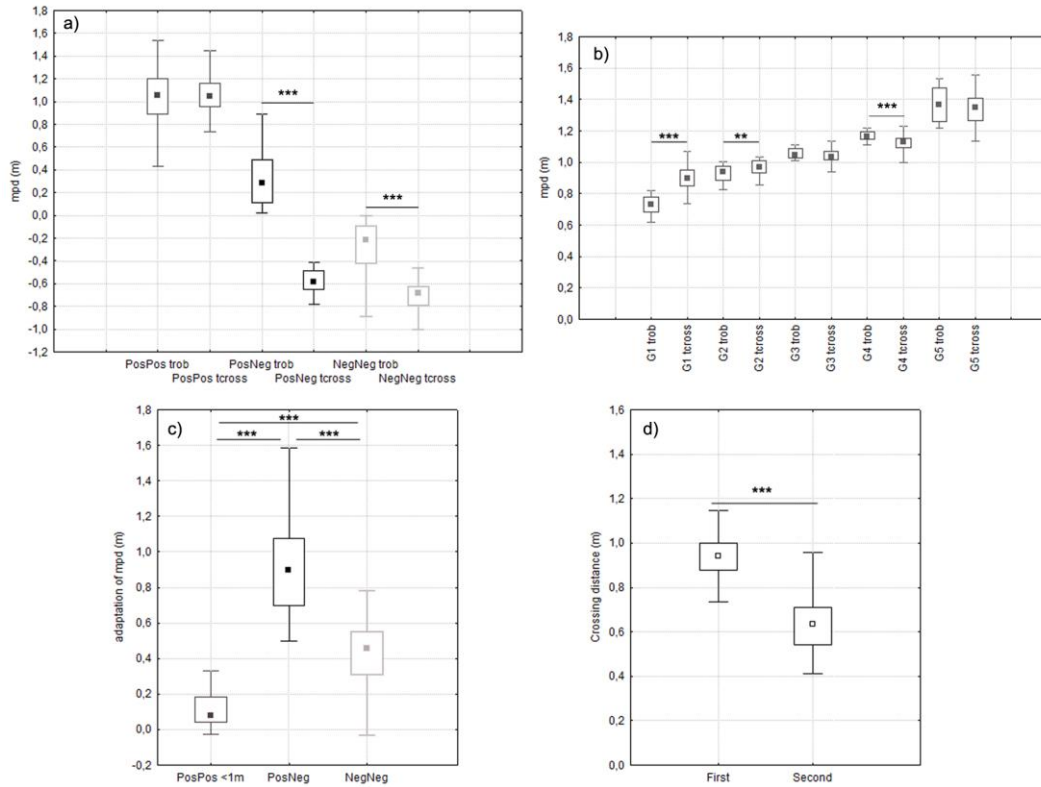 a)
mpd (m)
1,8
1,6
1,4
1,2
1,0
0,8
0,6
0,4
0,2
0,0
-0,2
-0,4
-0,6
-0,8
-1,0
-1,2
***
***
PosPos trob
PosPos tcross
PosNeg trob
PosNeg tcross
NegNeg trob
NegNeg tcross
b)
mpd (m)
1,8
1,6
1,4
1,2
1,0
0,8
0,6
0,4
0,2
0,0
***
**
***
G1 trob
G1 tcross
G2 trob
G2 tcross
G3 trob
G3 tcross
G4 trob
G4 tcross
G5 trob
G5 tcross
c)
adaptation of mpd (m)
1,8
1,6
1,4
1,2
1,0
0,8
0,6
0,4
0,2
0,0
-0,2
***
***
***
PosPos <1m
PosNeg
NegNeg
d)
Crossing distance (m)
1,6
1,4
1,2
1,0
0,8
0,6
0,4
0,2
0,0
***
First
Second